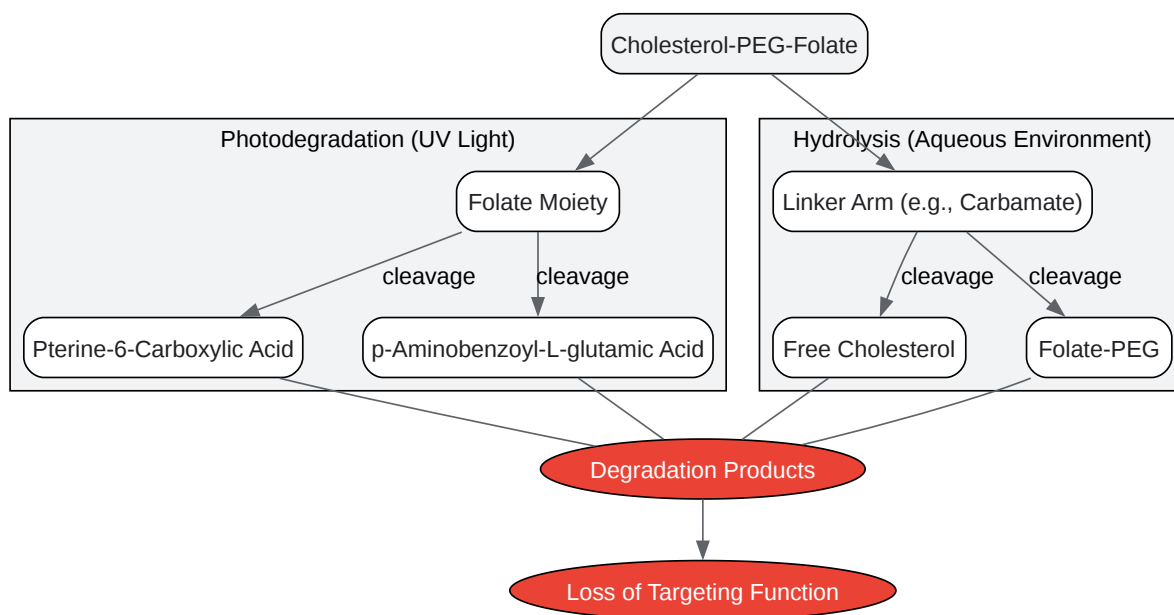 Cholesterol-PEG-Folate
Photodegradation (UV Light)
Hydrolysis (Aqueous Environment)
Folate Moiety
Linker Arm (e.g., Carbamate)
cleavage
cleavage
cleavage
cleavage
Pterine-6-Carboxylic Acid
p-Aminobenzoyl-L-glutamic Acid
Free Cholesterol
Folate-PEG
Degradation Products
Loss of Targeting Function